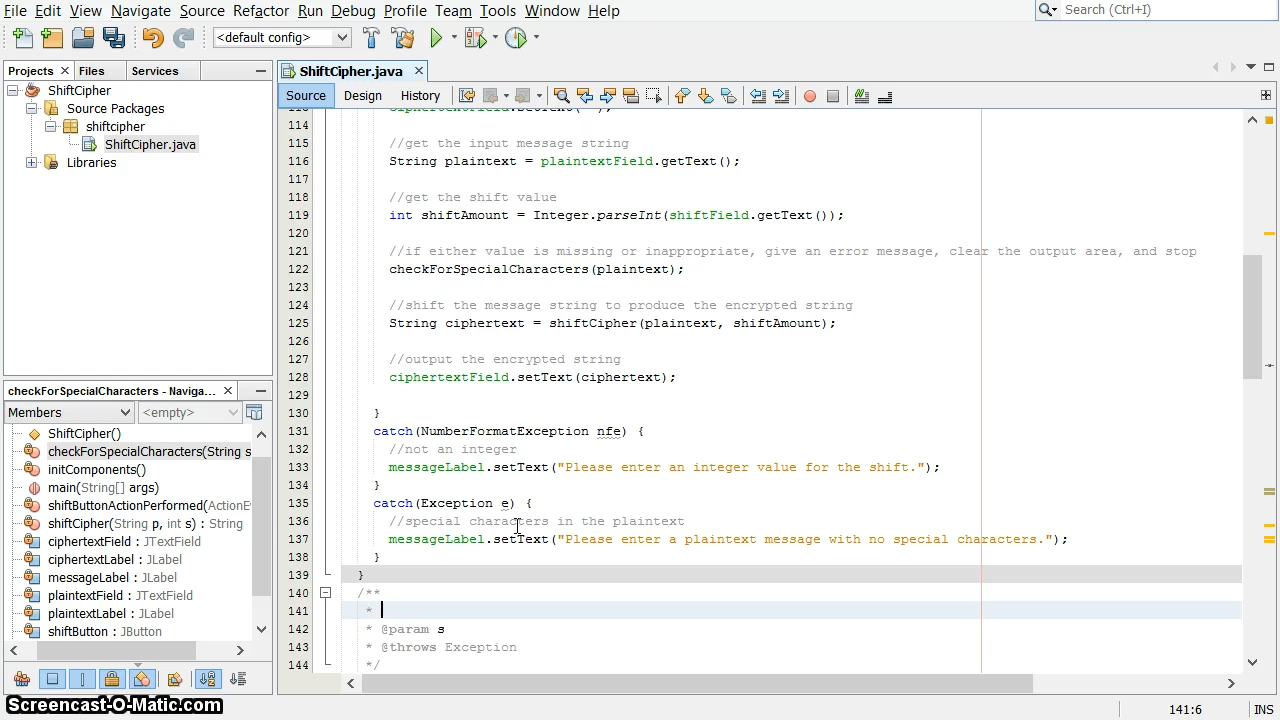 File Edit View Navigate Source Refactor Run Debug Profile Team Tools Window Help
Search (Ctrl+I)
<default config>
Projects Files Services
ShiftCipher
Source Packages
shiftcipher
ShiftCipher.java
Libraries
checkForSpecialCharacters - Naviga...
Members <empty>
ShiftCipher()
checkForSpecialCharacters(String s
initComponents()
main(String[] args)
shiftButtonActionPerformed(ActionE
shiftCipher(String p, int s) : String
ciphertextField : JTextField
ciphertextLabel : JLabel
messageLabel : JLabel
plaintextField : JTextField
plaintextLabel : JLabel
shiftButton : JButton
ShiftCipher.java
Source Design History
114
115 //get the input message string
116 String plaintext = plaintextField.getText();
117
118 //get the shift value
119 int shiftAmount = Integer.parseInt(shiftField.getText());
120
121 //if either value is missing or inappropriate, give an error message, clear the output area, and stop
122 checkForSpecialCharacters(plaintext);
123
124 //shift the message string to produce the encrypted string
125 String ciphertext = shiftCipher(plaintext, shiftAmount);
126
127 //output the encrypted string
128 ciphertextField.setText(ciphertext);
129
130 }
131 catch(NumberFormatException nfe) {
132 //not an integer
133 messageLabel.setText("Please enter an integer value for the shift.");
134 }
135 catch(Exception e) {
136 //special characters in the plaintext
137 messageLabel.setText("Please enter a plaintext message with no special characters.");
138 }
139 }
140 /**
141 *
142 * @param s
143 * @throws Exception
144 */
141:6 INS
Screencast-O-Matic.com